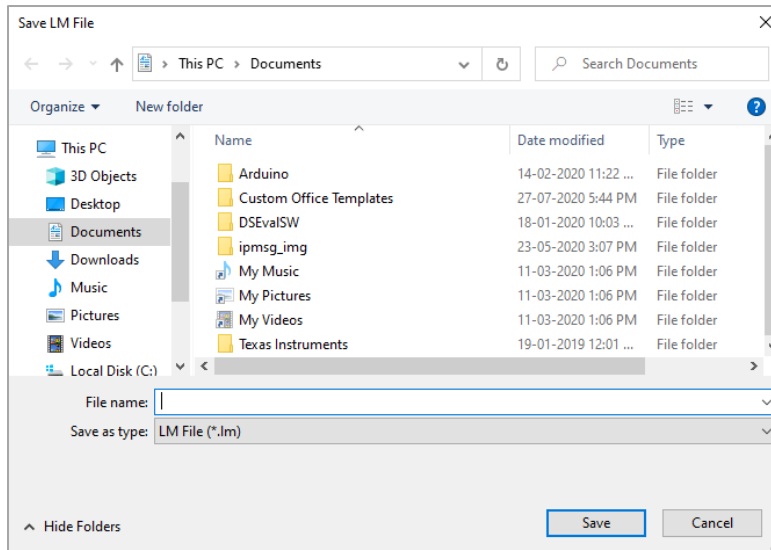 Save LM File
This PC > Documents
Search Documents
Organize
New folder
Name Date modified Type
This PC
3D Objects
Desktop
Documents
Downloads
Music
Pictures
Videos
Local Disk (C:)
Arduino 14-02-2020 11:22 ... File folder
Custom Office Templates 27-07-2020 5:44 PM File folder
DSEvalSW 18-01-2020 10:03 ... File folder
ipmsg_img 23-05-2020 3:07 PM File folder
My Music 11-03-2020 1:06 PM File folder
My Pictures 11-03-2020 1:06 PM File folder
My Videos 11-03-2020 1:06 PM File folder
Texas Instruments 19-01-2019 12:01 ... File folder
File name:
Save as type: LM File (*.lm)
Hide Folders
Save
Cancel